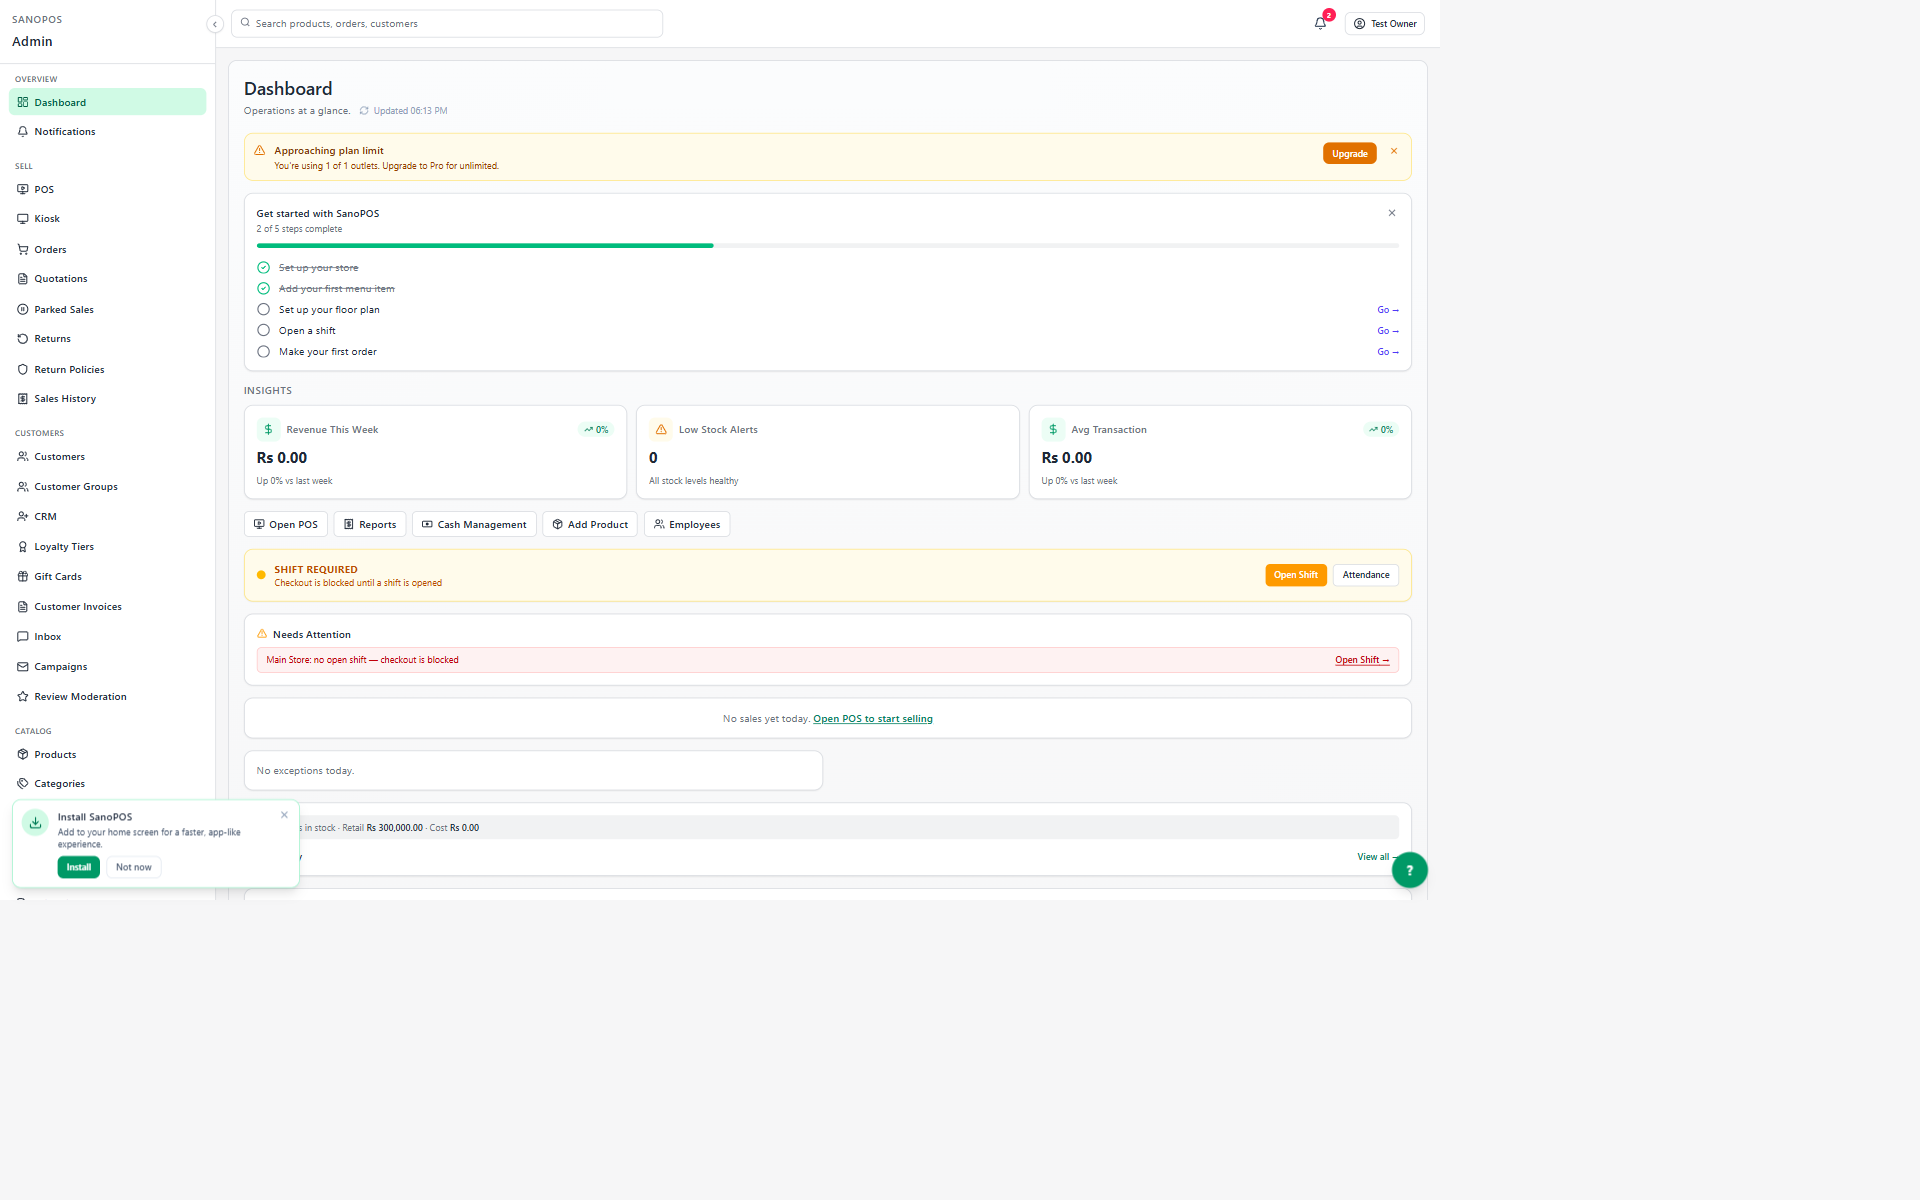 SANOPOS
Admin
Search products, orders, customers
2
Test Owner
OVERVIEW
Dashboard
Notifications
SELL
POS
Kiosk
Orders
Quotations
Parked Sales
Returns
Return Policies
Sales History
CUSTOMERS
Customers
Customer Groups
CRM
Loyalty Tiers
Gift Cards
Customer Invoices
Inbox
Campaigns
Review Moderation
CATALOG
Products
Categories
Dashboard
Operations at a glance. Updated 06:13 PM
Approaching plan limit
You're using 1 of 1 outlets. Upgrade to Pro for unlimited.
Upgrade
Get started with SanoPOS
2 of 5 steps complete
Set up your store
Add your first menu item
Set up your floor plan Go →
Open a shift Go →
Make your first order Go →
INSIGHTS
Revenue This Week 0%
Rs 0.00
Up 0% vs last week
Low Stock Alerts
0
All stock levels healthy
Avg Transaction 0%
Rs 0.00
Up 0% vs last week
Open POS Reports Cash Management Add Product Employees
SHIFT REQUIRED
Checkout is blocked until a shift is opened
Open Shift Attendance
Needs Attention
Main Store: no open shift — checkout is blocked Open Shift →
No sales yet today. Open POS to start selling
No exceptions today.
s in stock · Retail Rs 300,000.00 · Cost Rs 0.00
View all →
?
Install SanoPOS
Add to your home screen for a faster, app-like
experience.
Install Not now